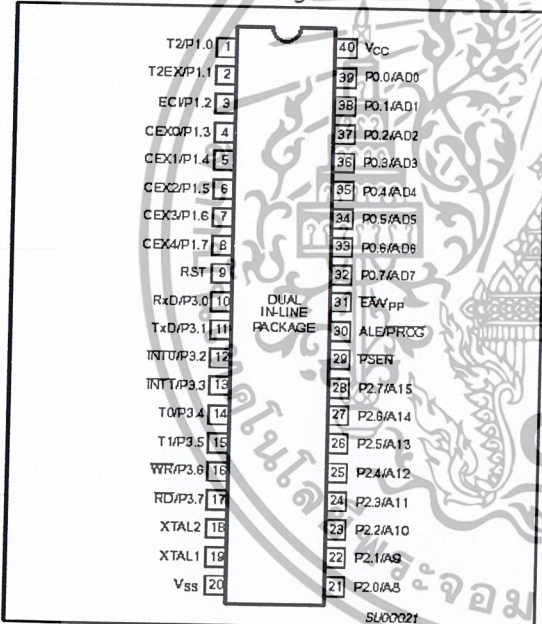 T2/P1.0 1
T2EX/P1.1 2
ECI/P1.2 3
CEX0/P1.3 4
CEX1/P1.4 5
CEX2/P1.5 6
CEX3/P1.6 7
CEX4/P1.7 8
RST 9
RxD/P3.0 10
TxD/P3.1 11
INT0/P3.2 12
INT1/P3.3 13
T0/P3.4 14
T1/P3.5 15
WR/P3.6 16
RD/P3.7 17
XTAL2 18
XTAL1 19
VSS 20
DUAL
IN-LINE
PACKAGE
40 VCC
39 P0.0/AD0
38 P0.1/AD1
37 P0.2/AD2
36 P0.3/AD3
35 P0.4/AD4
34 P0.5/AD5
33 P0.6/AD6
32 P0.7/AD7
31 EA/VPP
30 ALE/PROG
29 PSEN
28 P2.7/A15
27 P2.6/A14
26 P2.5/A13
25 P2.4/A12
24 P2.3/A11
23 P2.2/A10
22 P2.1/A9
21 P2.0/A8
SU00021